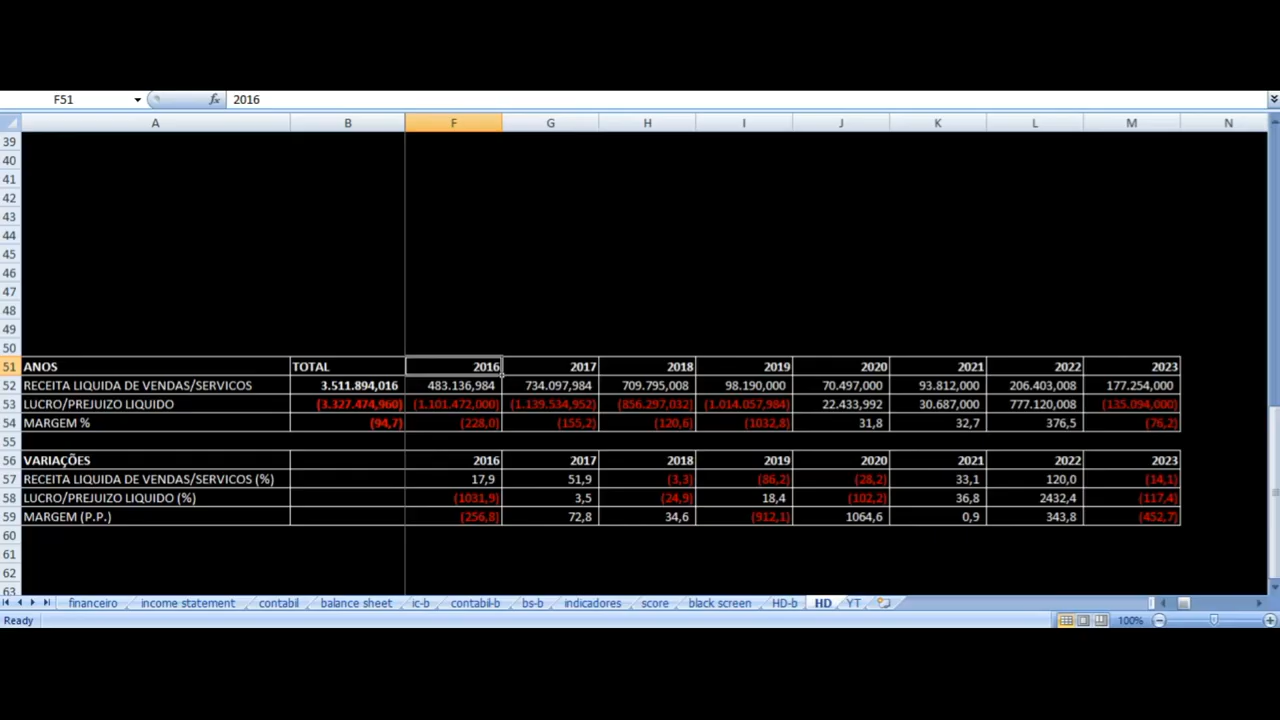 F51 fx 2016
A B F G H I J K L M N
39
40
41
42
43
44
45
46
47
48
49
50
51 ANOS TOTAL 2016 2017 2018 2019 2020 2021 2022 2023
52 RECEITA LIQUIDA DE VENDAS/SERVICOS 3.511.894,016 483.136,984 734.097,984 709.795,008 98.190,000 70.497,000 93.812,000 206.403,008 177.254,000
53 LUCRO/PREJUIZO LIQUIDO (3.327.474,960) (1.101.472,000) (1.139.534,952) (856.297,032) (1.014.057,984) 22.433,992 30.687,000 777.120,008 (135.094,000)
54 MARGEM % (94,7) (228,0) (155,2) (120,6) (1032,8) 31,8 32,7 376,5 (76,2)
55
56 VARIAÇÕES 2016 2017 2018 2019 2020 2021 2022 2023
57 RECEITA LIQUIDA DE VENDAS/SERVICOS (%) 17,9 51,9 (3,3) (86,2) (28,2) 33,1 120,0 (14,1)
58 LUCRO/PREJUIZO LIQUIDO (%) (1031,9) 3,5 (24,9) 18,4 (102,2) 36,8 2432,4 (117,4)
59 MARGEM (P.P.) (256,8) 72,8 34,6 (912,1) 1064,6 0,9 343,8 (452,7)
60
61
62
63
financeiro income statement contabil balance sheet ic-b contabil-b bs-b indicadores score black screen HD-b HD YT
Ready 100%